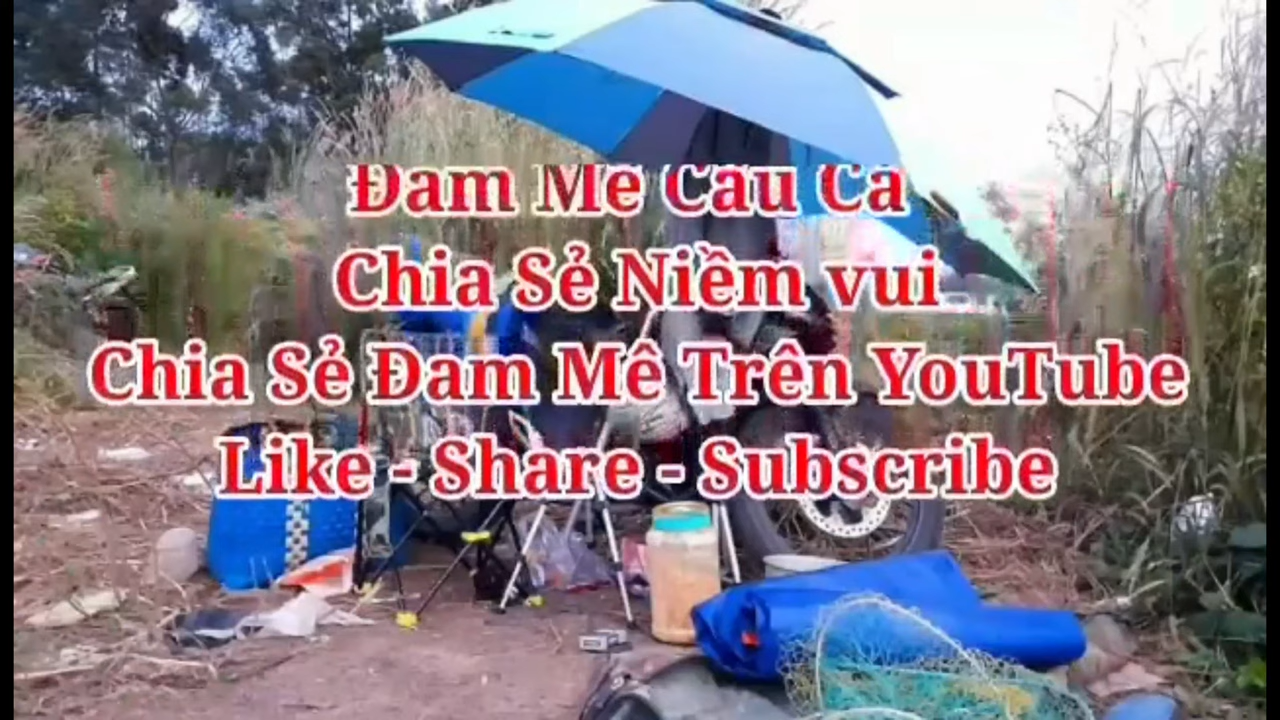 Đam Mê Câu Cá
Chia Sẻ Niềm vui
Chia Sẻ Đam Mê Trên YouTube
Like - Share - Subscribe